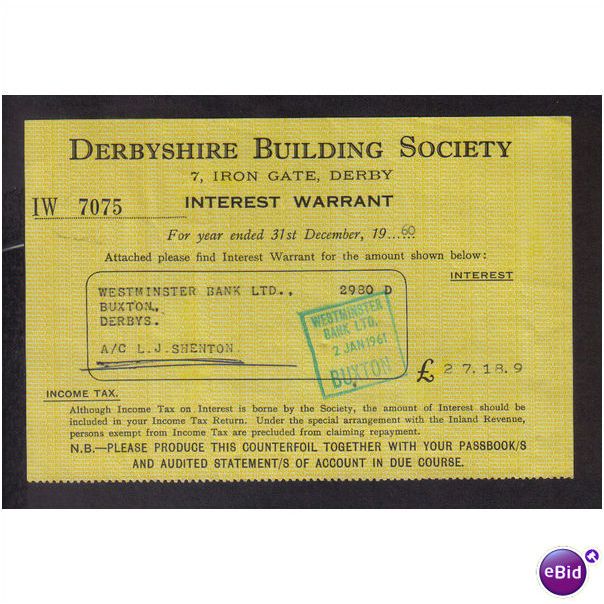 DERBYSHIRE BUILDING SOCIETY
7, IRON GATE, DERBY
IW 7075
INTEREST WARRANT
For year ended 31st December, 19...60
Attached please find Interest Warrant for the amount shown below:
INTEREST
WESTMINSTER BANK LTD., 2980 D
BUXTON,
DERBYS.
A/C L.J.SHENTON
WESTMINSTER
BANK LTD.
2 JAN 1961
BUXTON
£ 27.18.9
INCOME TAX.
Although Income Tax on Interest is borne by the Society, the amount of Interest should be
included in your Income Tax Return. Under the special arrangement with the Inland Revenue,
persons exempt from Income Tax are precluded from claiming repayment.
N.B.—PLEASE PRODUCE THIS COUNTERFOIL TOGETHER WITH YOUR PASSBOOK/S
AND AUDITED STATEMENT/S OF ACCOUNT IN DUE COURSE.
eBid